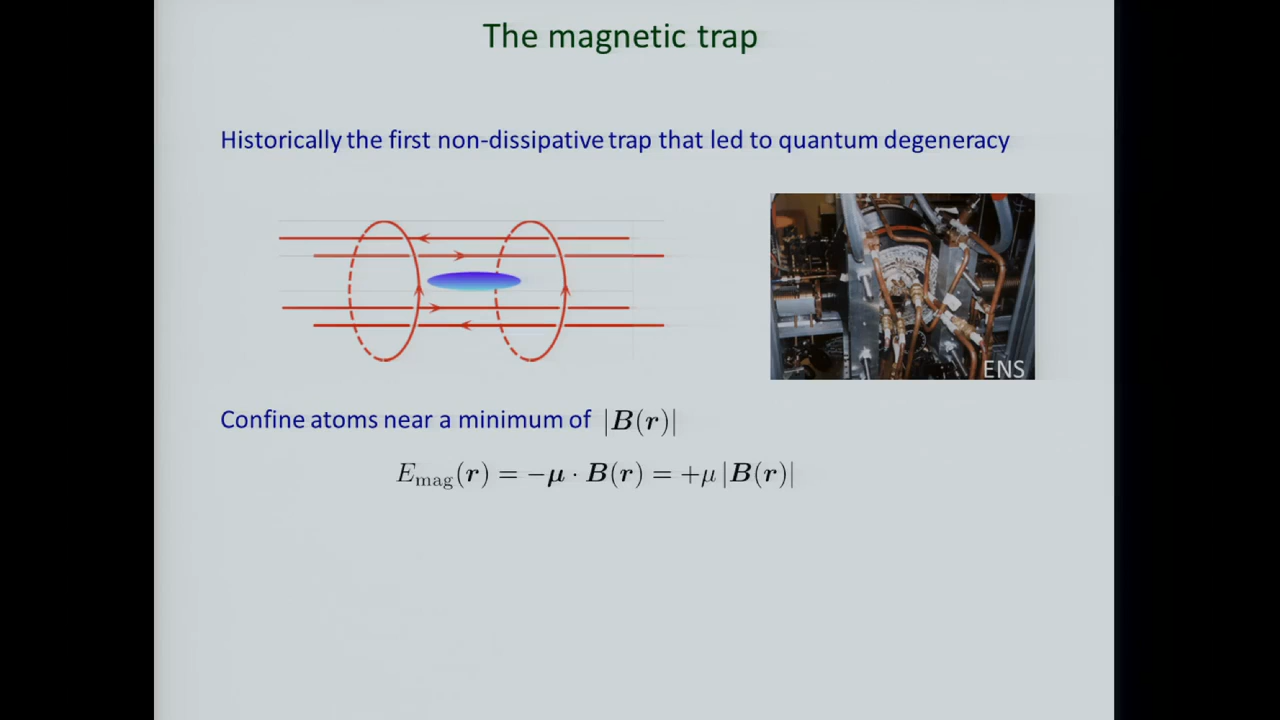 The magnetic trap
Historically the first non-dissipative trap that led to quantum degeneracy
ENS
Confine atoms near a minimum of |B(r)|
E_mag(r) = −μ · B(r) = +μ |B(r)|